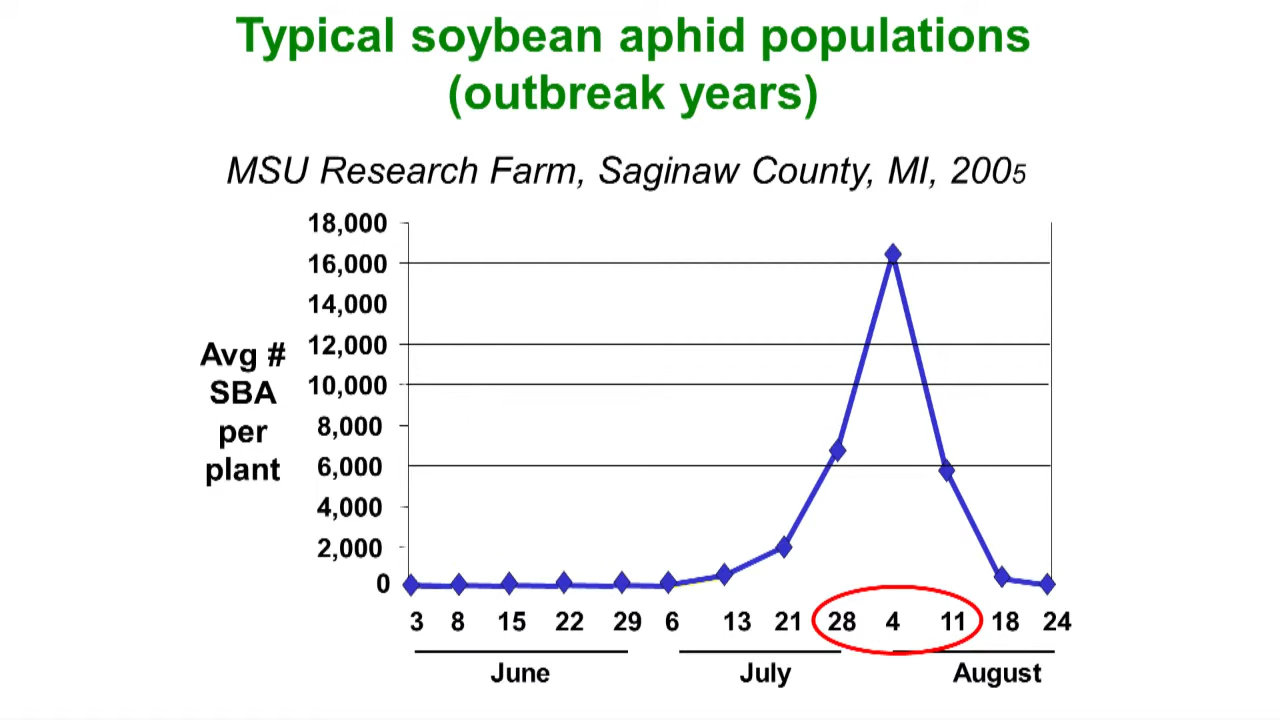 Typical soybean aphid populations
(outbreak years)
MSU Research Farm, Saginaw County, MI, 2005
18,000
16,000
14,000
12,000
10,000
8,000
6,000
4,000
2,000
0
Avg #
SBA
per
plant
3 8 15 22 29 6 13 21 28 4 11 18 24
June July August